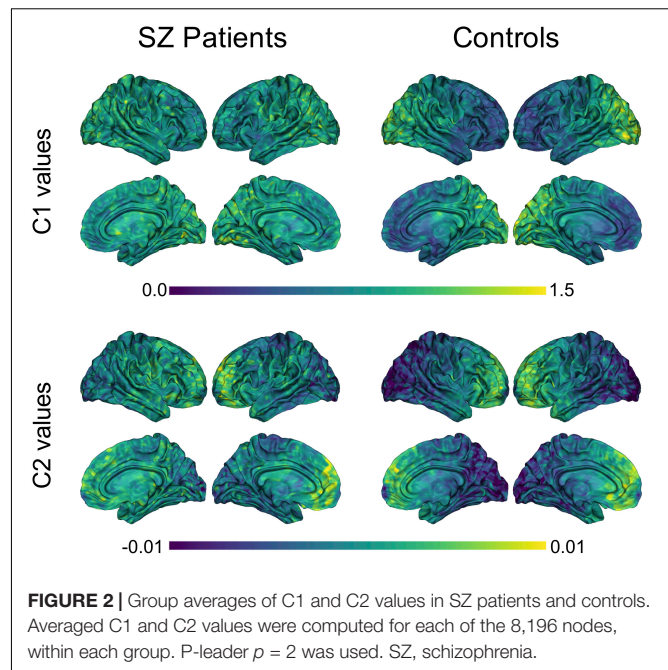 SZ Patients Controls
C1 values
0.0 1.5
C2 values
-0.01 0.01
FIGURE 2 | Group averages of C1 and C2 values in SZ patients and controls.
Averaged C1 and C2 values were computed for each of the 8,196 nodes,
within each group. P-leader p = 2 was used. SZ, schizophrenia.